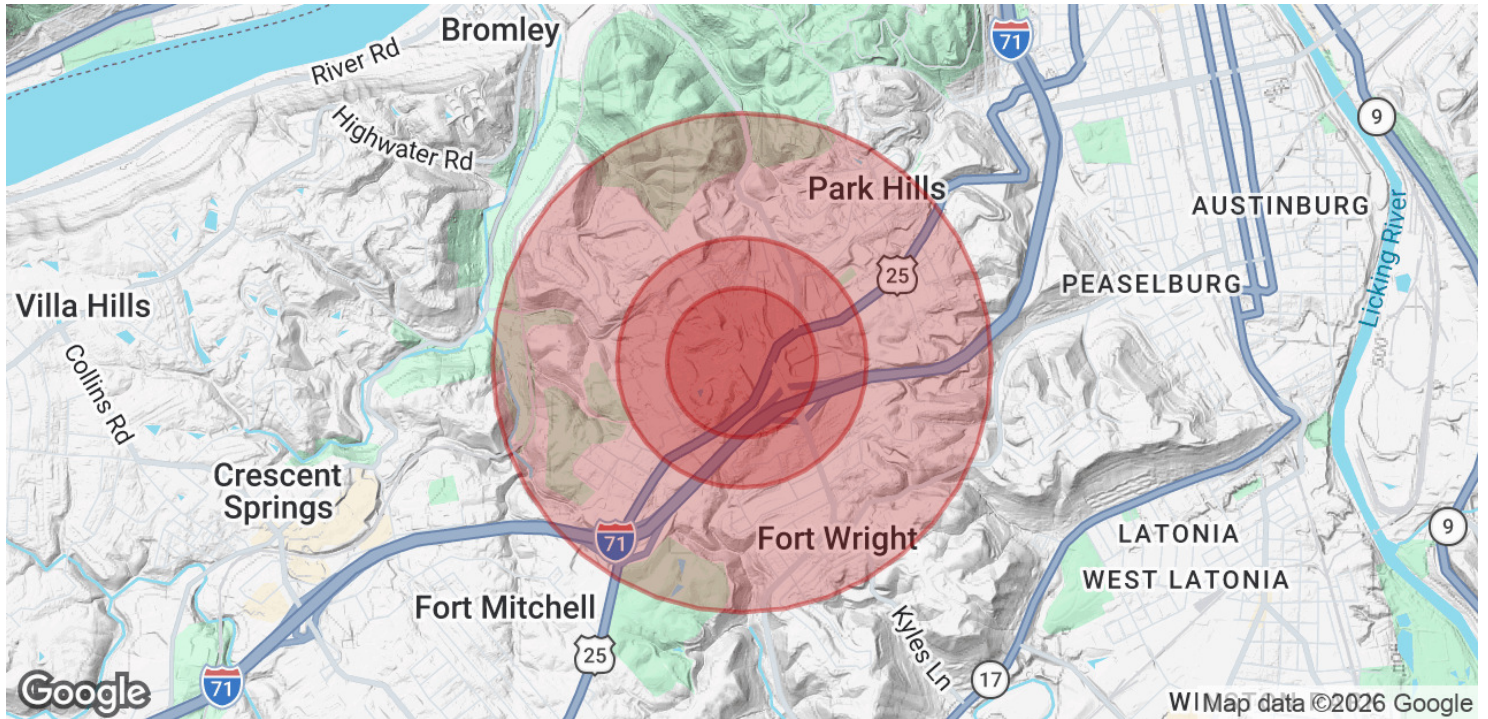 Bromley
71
River Rd
9
Highwater Rd
Park Hills
AUSTINBURG
Licking River
25
PEASELBURG
Villa Hills
500
Collins Rd
Crescent
Springs
71
Fort Wright
LATONIA
9
WEST LATONIA
Fort Mitchell
Kyles Ln
25
17
71
Google
Map data ©2026 Google